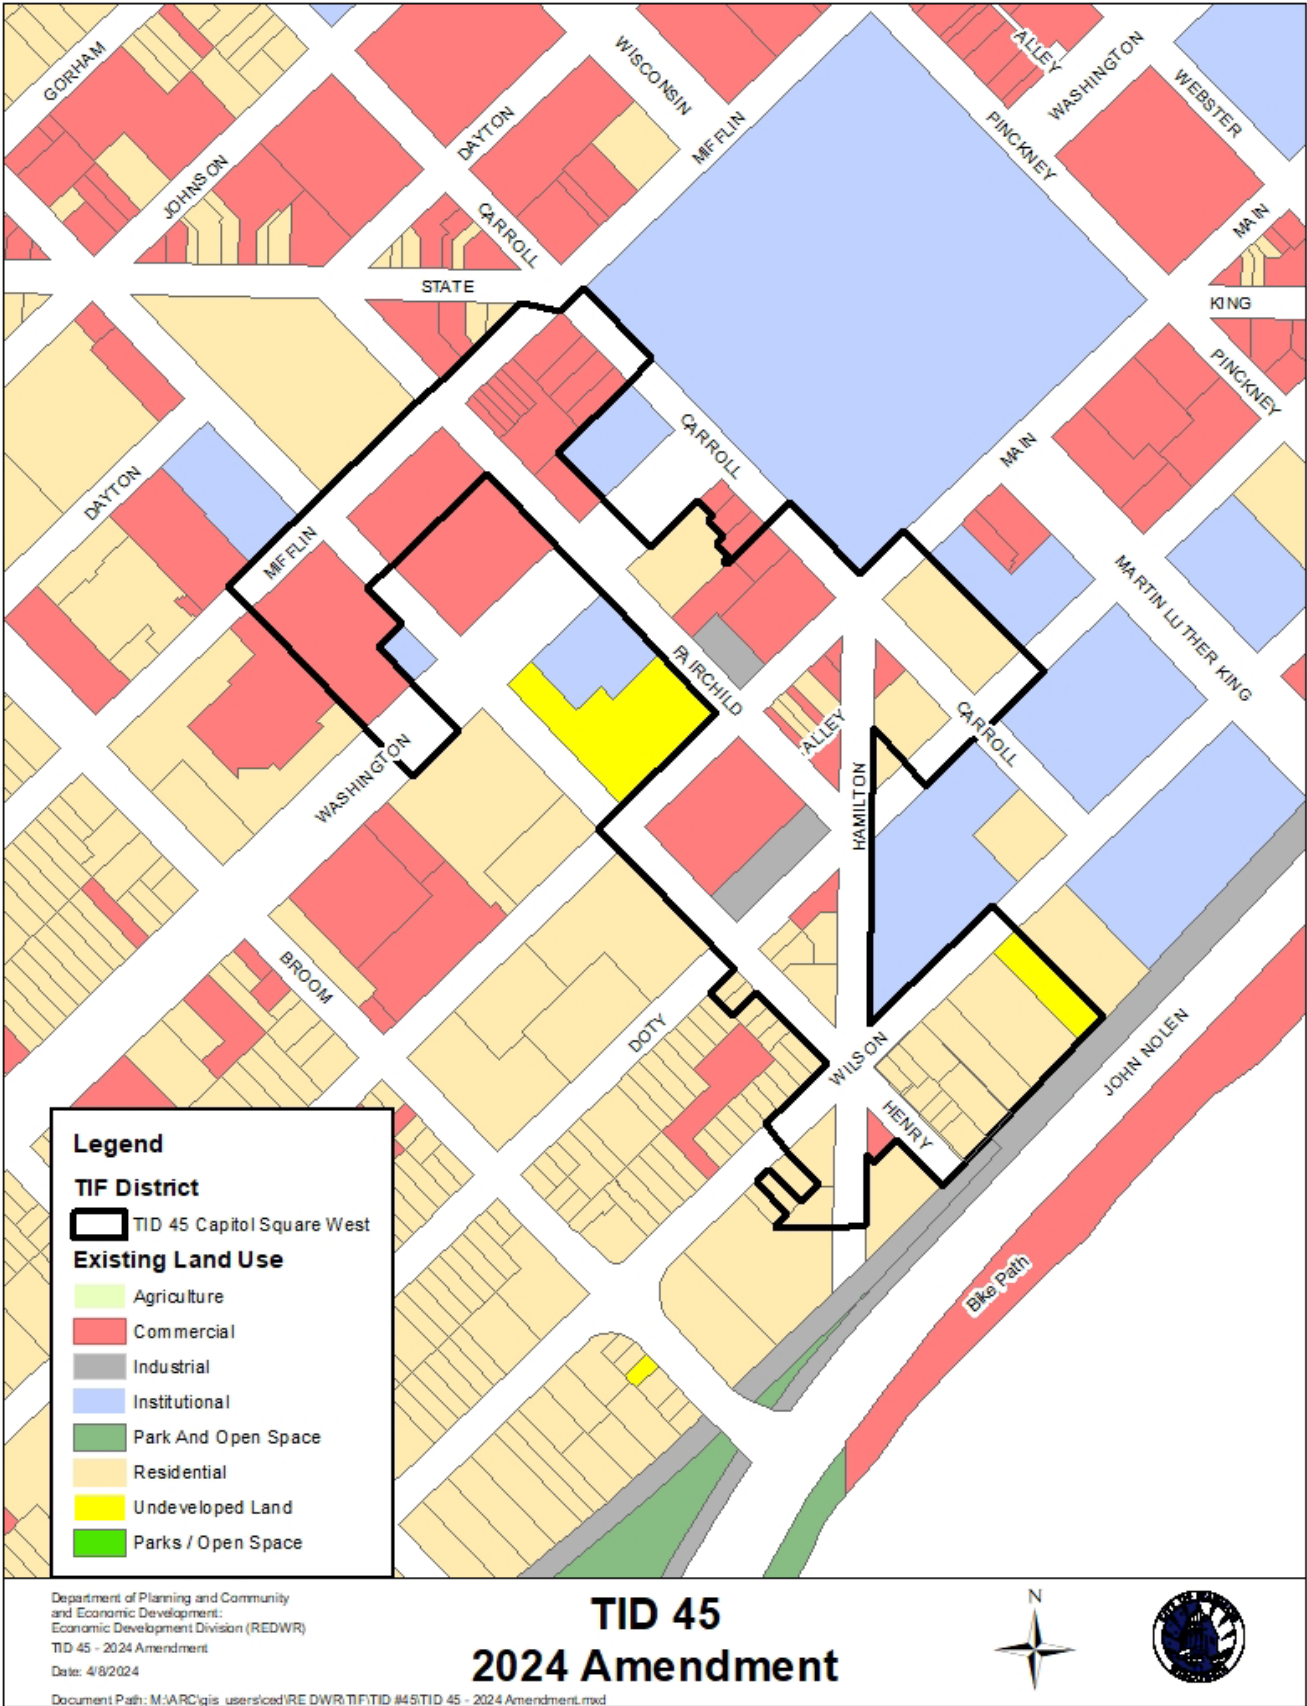 GORHAM
WISCONSIN
ALLEY
WASHINGTON
WEBSTER
DAYTON
MIFFLIN
PINCKNEY
JOHNSON
CARROLL
MAIN
STATE
KING
PINCKNEY
CARROLL
MAIN
DAYTON
MIFFLIN
MARTIN LUTHER KING
FAIRCHILD
CARROLL
ALLEY
WASHINGTON
HAMILTON
BROOM
DOTY
WILSON
JOHN NOLEN
HENRY
Bike Path
Legend
TIF District
TID 45 Capitol Square West
Existing Land Use
Agriculture
Commercial
Industrial
Institutional
Park And Open Space
Residential
Undeveloped Land
Parks / Open Space
Department of Planning and Community
and Economic Development:
Economic Development Division (REDWR)
TID 45 - 2024 Amendment
Date: 4/8/2024
Document Path: M:\ARC\gis_users\ced\RE DWR\TIF\TID #45\TID 45 - 2024 Amendment.mxd
TID 45
2024 Amendment
N